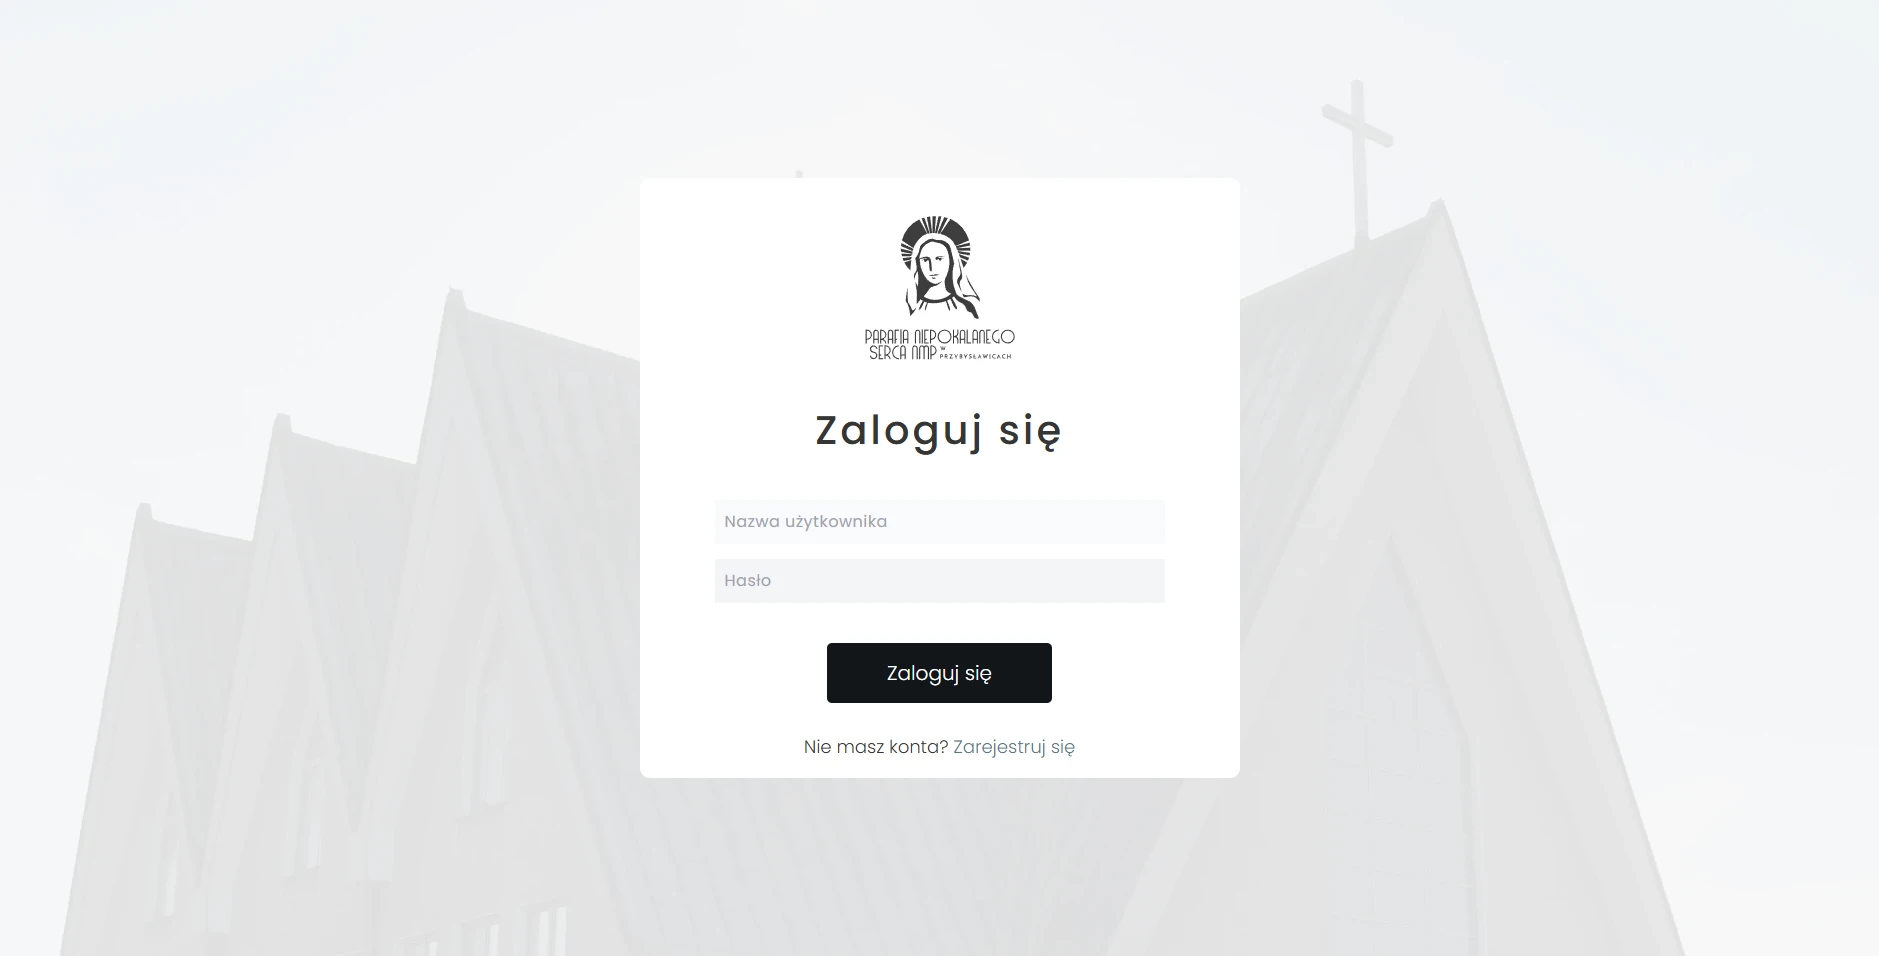 PARAFIA NIEPOKALANEGO
SERCA NMP W PRZYBYSŁAWICACH
Zaloguj się
Nazwa użytkownika
Hasło
Zaloguj się
Nie masz konta? Zarejestruj się